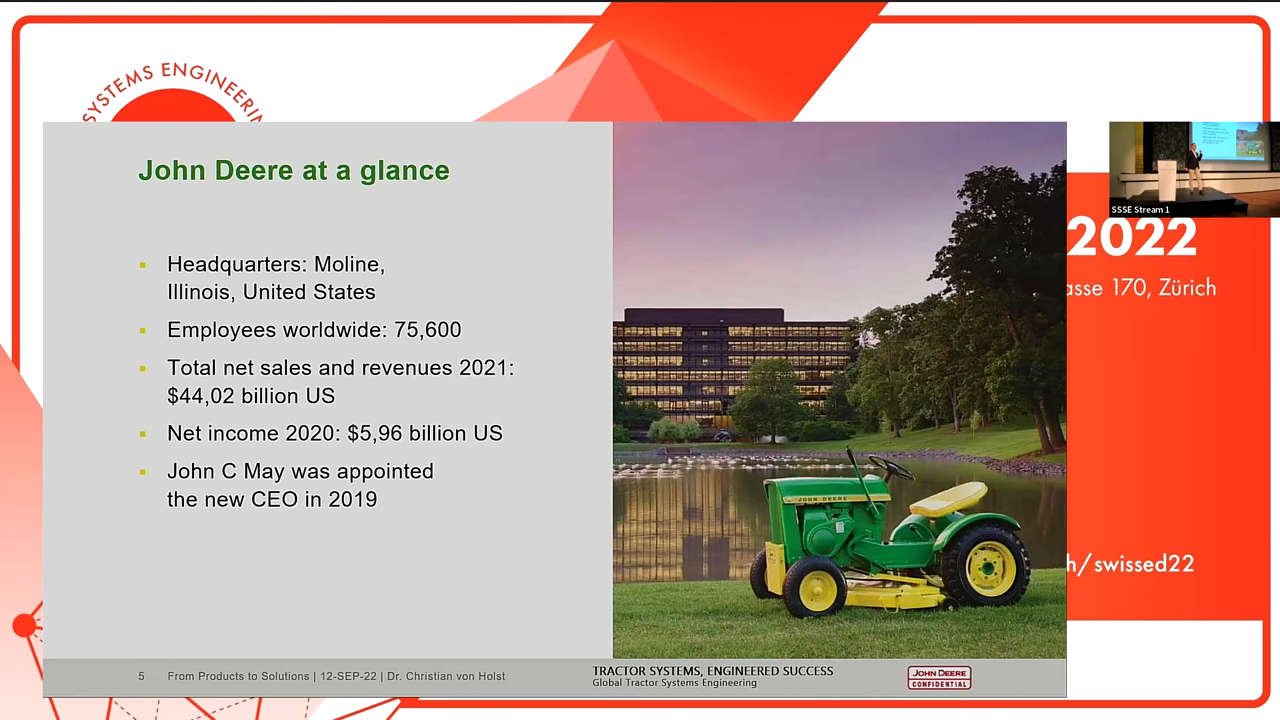 SYSTEMS ENGINEERIN
John Deere at a glance
Headquarters: Moline,
Illinois, United States
Employees worldwide: 75,600
Total net sales and revenues 2021:
$44,02 billion US
Net income 2020: $5,96 billion US
John C May was appointed
the new CEO in 2019
JOHN DEERE
5 From Products to Solutions | 12-SEP-22 | Dr. Christian von Holst
TRACTOR SYSTEMS, ENGINEERED SUCCESS
Global Tractor Systems Engineering
JOHN DEERE
CONFIDENTIAL
SSSE Stream 1
2022
asse 170, Zürich
h/swissed22